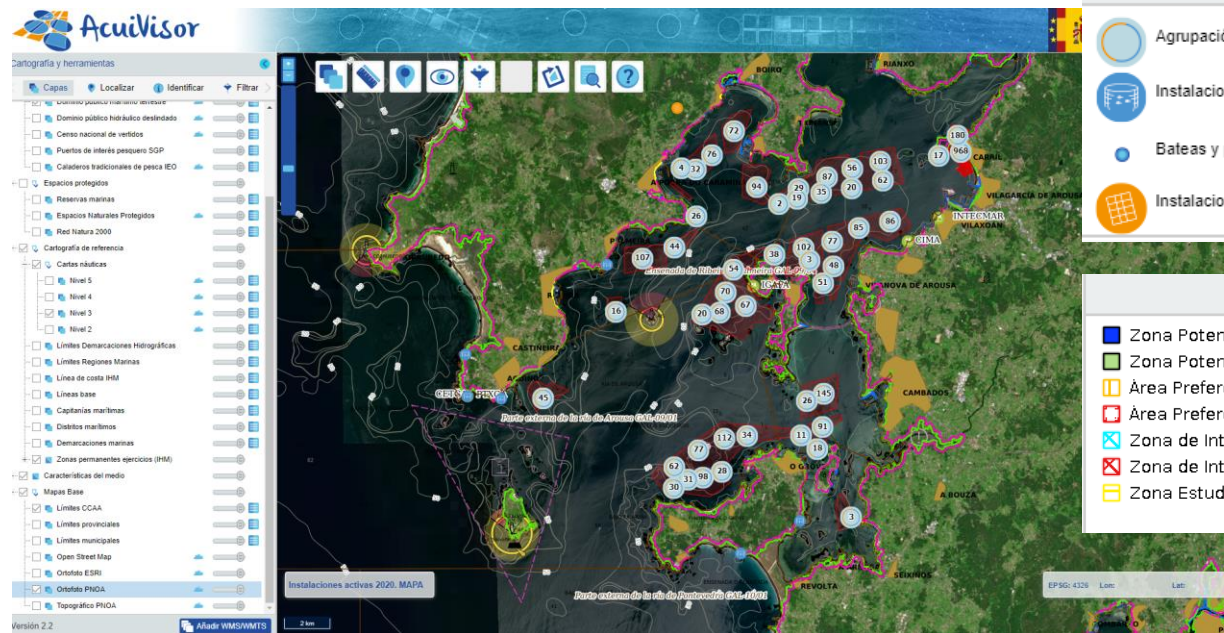 AcuiVisor
Cartografía y herramientas
Capas
Localizar
Identificar
Filtrar
Dominio público marítimo terrestre
Dominio público hidráulico deslindado
Censo nacional de vertidos
Puertos de interés pesquero SGP
Caladeros tradicionales de pesca IEO
Espacios protegidos
Reservas marinas
Espacios Naturales Protegidos
Red Natura 2000
Cartografía de referencia
Cartas náuticas
Nivel 5
Nivel 4
Nivel 3
Nivel 2
Límites Demarcaciones Hidrográficas
Límites Regiones Marinas
Línea de costa IHM
Líneas base
Capitanías marítimas
Distritos marítimos
Demarcaciones marinas
Zonas permanentes ejercicios (IHM)
Características del medio
Mapas Base
Límites CCAA
Límites provinciales
Límites municipales
Open Street Map
Ortofoto ESRI
Ortofoto PNOA
Topográfico PNOA
Versión 2.2
Añadir WMS/WMTS
BOIRO
RIANXO
72
76
4
32
94
2
29
19
35
87
56
20
103
62
17
180
968
CARRIL
VILAGARCÍA DE AROUSA
INTECMAR
VILAXOÁN
CIMA
26
44
107
38
102
3
77
85
86
48
51
54
IGAFA
VILANOVA DE AROUSA
70
20
68
67
16
CASTIÑEIRA
45
Parte externa de la ría de Arousa GAL-09/01
26
145
CAMBADOS
91
11
18
34
112
77
62
30
31
98
28
O GROVE
3
A BOUZA
SEIXIÑOS
REVOLTA
Parte externa de la ría de Pontevedra GAL-10/01
Instalaciones activas 2020. MAPA
2 km
EPSG: 4326
Lon:
Lat:
Agrupació
Instalacio
Bateas y
Instalacio
Zona Poten
Zona Poten
Área Prefer
Área Prefer
Zona de Int
Zona de Int
Zona Estud